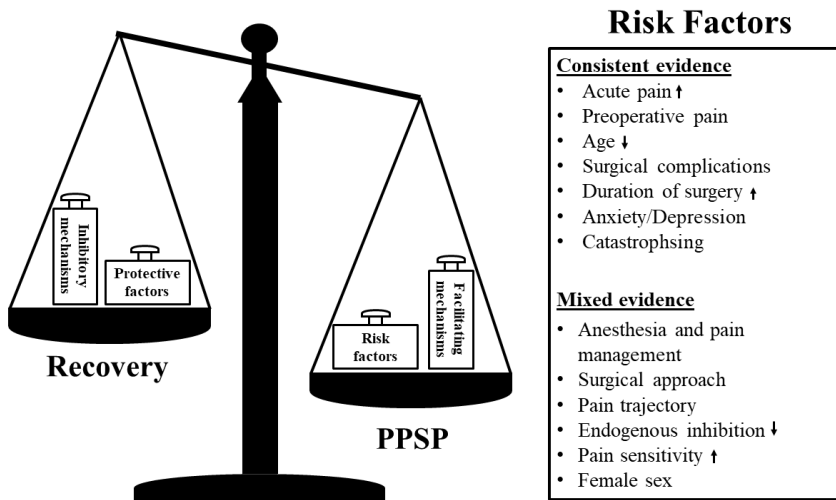 Inhibitory
mechanisms
Protective
factors
Recovery
Risk
factors
Facilitating
mechanisms
PPSP
Risk Factors
Consistent evidence
• Acute pain ↑
• Preoperative pain
• Age ↓
• Surgical complications
• Duration of surgery ↑
• Anxiety/Depression
• Catastrophsing
Mixed evidence
• Anesthesia and pain
management
• Surgical approach
• Pain trajectory
• Endogenous inhibition ↓
• Pain sensitivity ↑
• Female sex